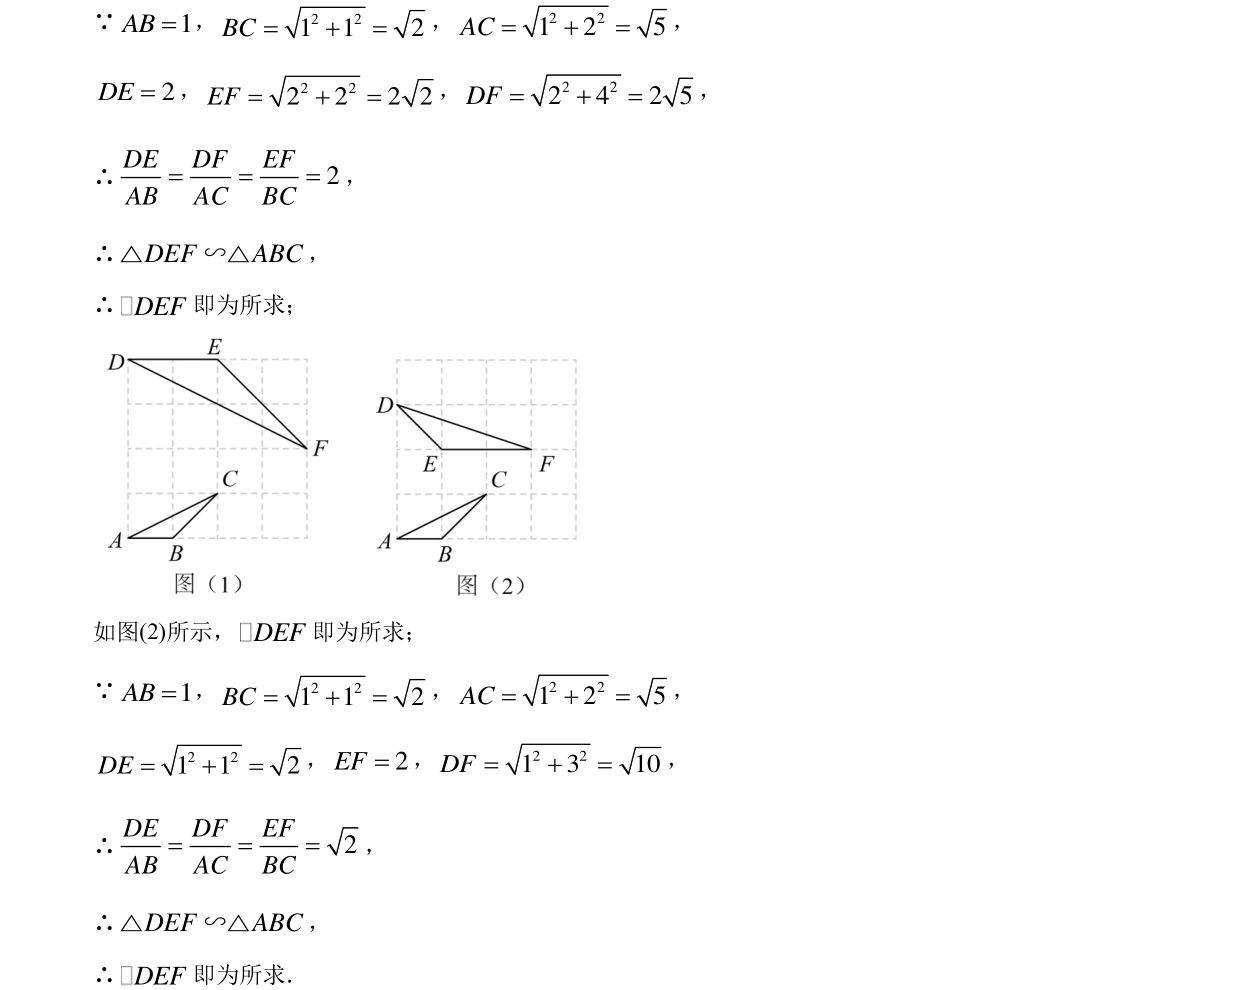 ∵ AB = 1， BC = √(1² + 1²) = √2， AC = √(1² + 2²) = √5，
DE = 2， EF = √(2² + 2²) = 2√2， DF = √(2² + 4²) = 2√5，
∴ DE/AB = DF/AC = EF/BC = 2，
∴ △DEF ∽△ABC，
∴ □DEF 即为所求；
D E F C A B
D E F C A B
图（1） 图（2）
如图(2)所示，□DEF 即为所求；
∵ AB = 1， BC = √(1² + 1²) = √2， AC = √(1² + 2²) = √5，
DE = √(1² + 1²) = √2， EF = 2， DF = √(1² + 3²) = √10，
∴ DE/AB = DF/AC = EF/BC = √2，
∴ △DEF ∽△ABC，
∴ □DEF 即为所求．